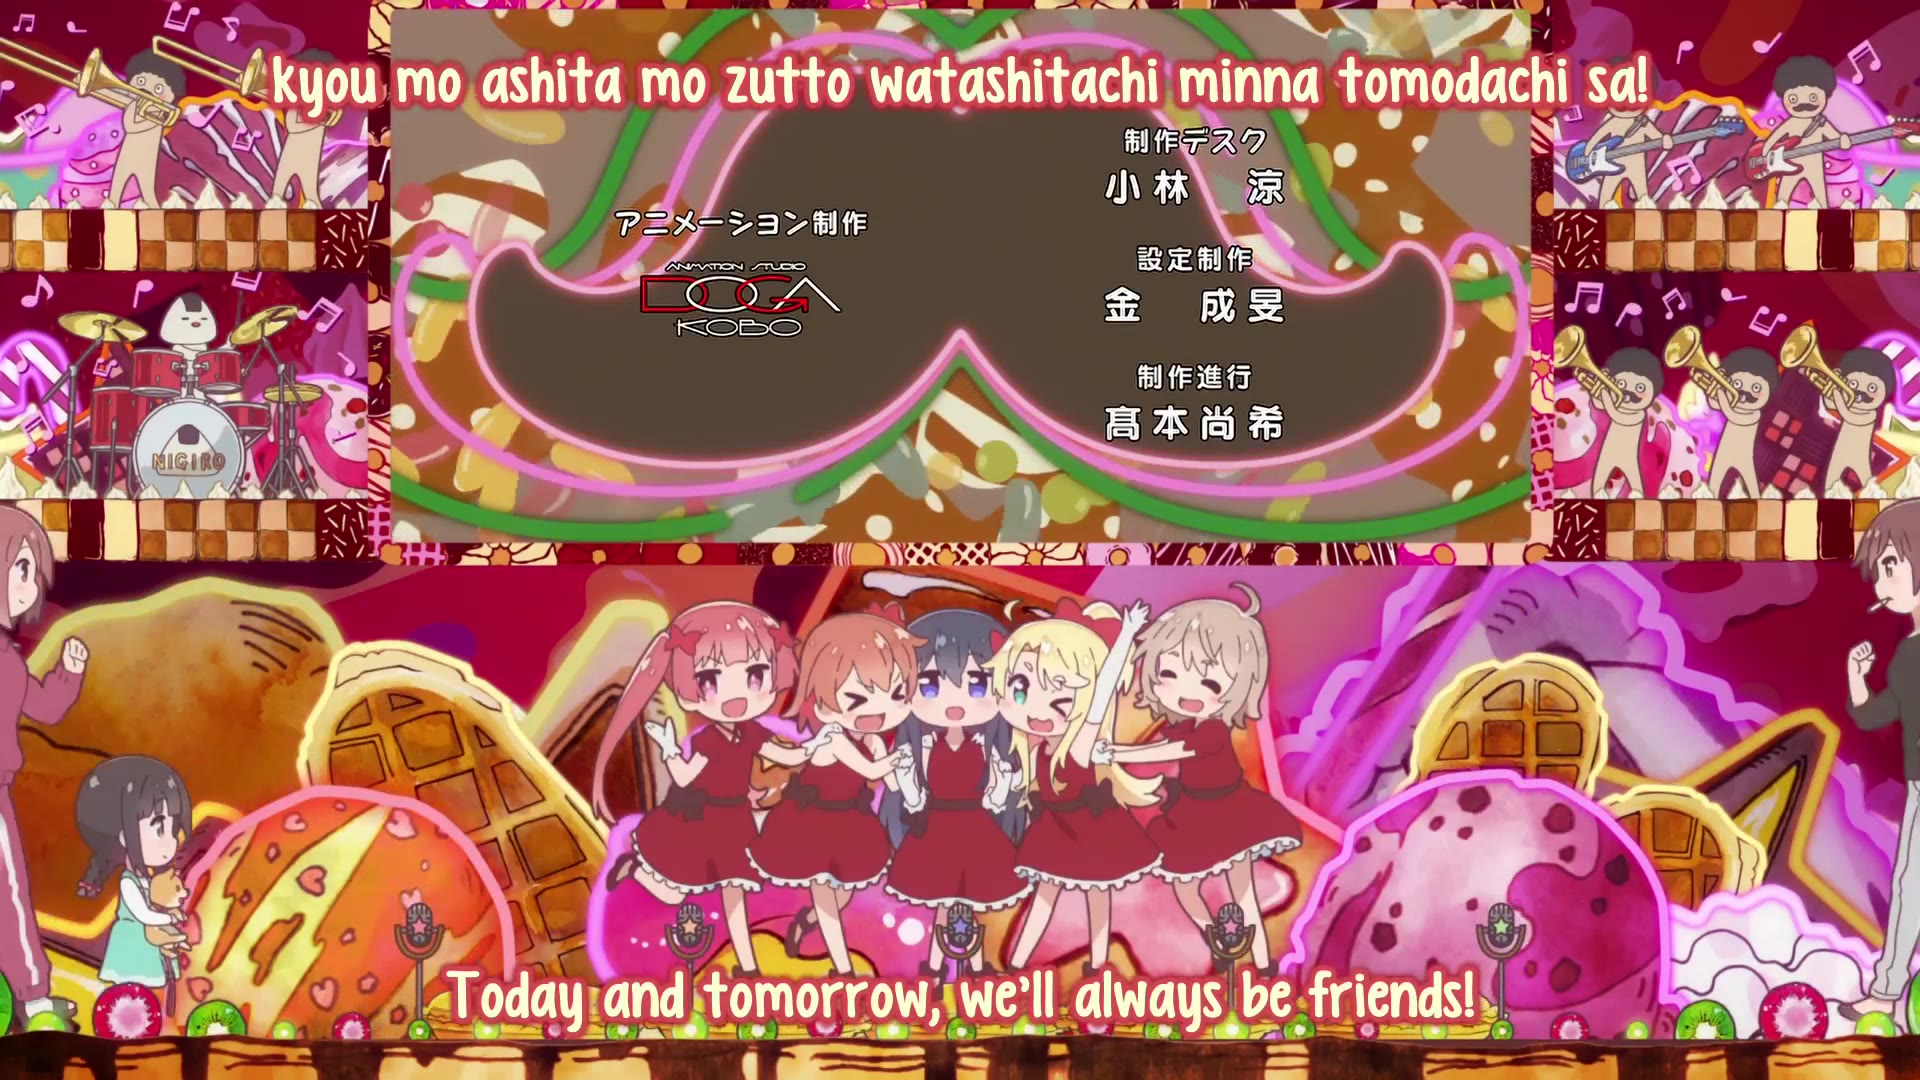 kyou mo ashita mo zutto watashitachi minna tomodachi sa!
アニメーション制作
ANIMATION STUDIO
DOGA
KOBO
制作デスク
小林 涼
設定制作
金 成旻
制作進行
髙本尚希
NIGIRO
Today and tomorrow, we'll always be friends!